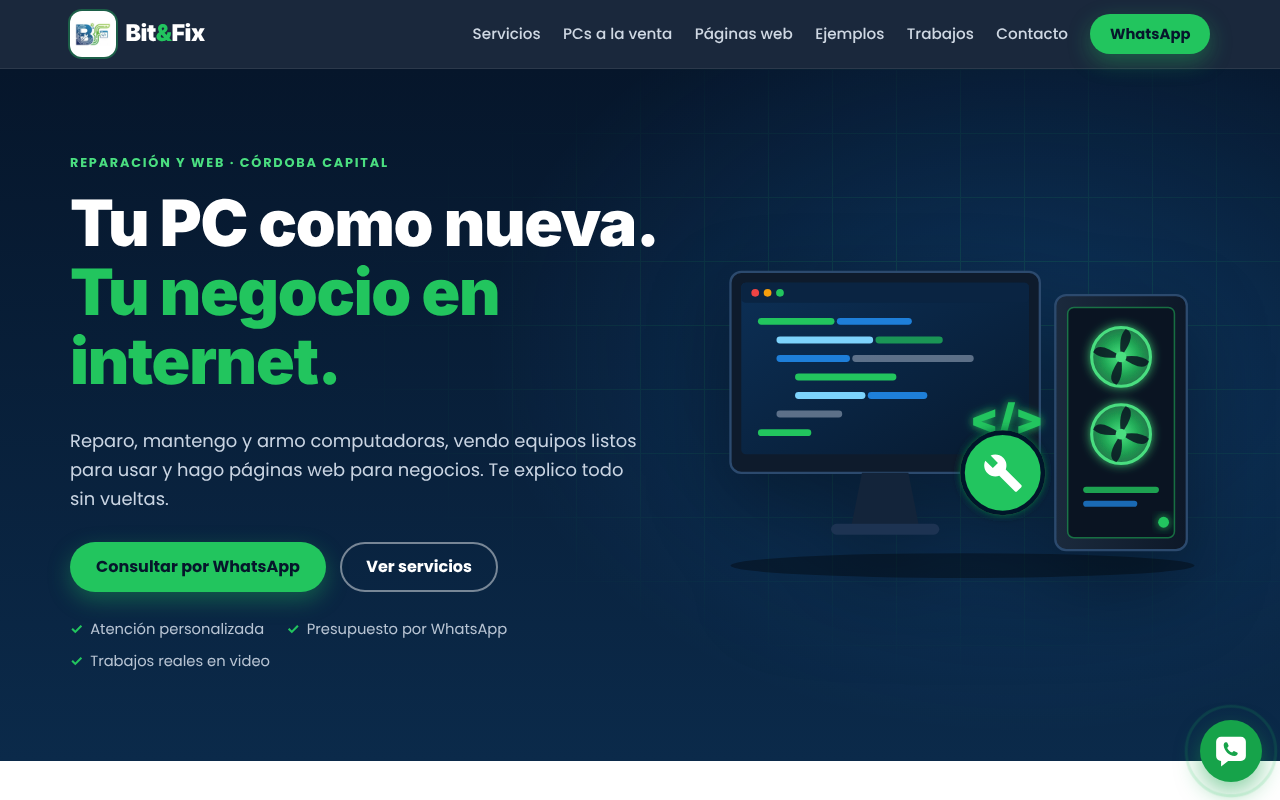 BF Bit&Fix
Servicios PCs a la venta Páginas web Ejemplos Trabajos Contacto WhatsApp
REPARACIÓN Y WEB · CÓRDOBA CAPITAL
Tu PC como nueva.
Tu negocio en
internet.
Reparo, mantengo y armo computadoras, vendo equipos listos
para usar y hago páginas web para negocios. Te explico todo
sin vueltas.
Consultar por WhatsApp Ver servicios
Atención personalizada Presupuesto por WhatsApp
Trabajos reales en video
</>